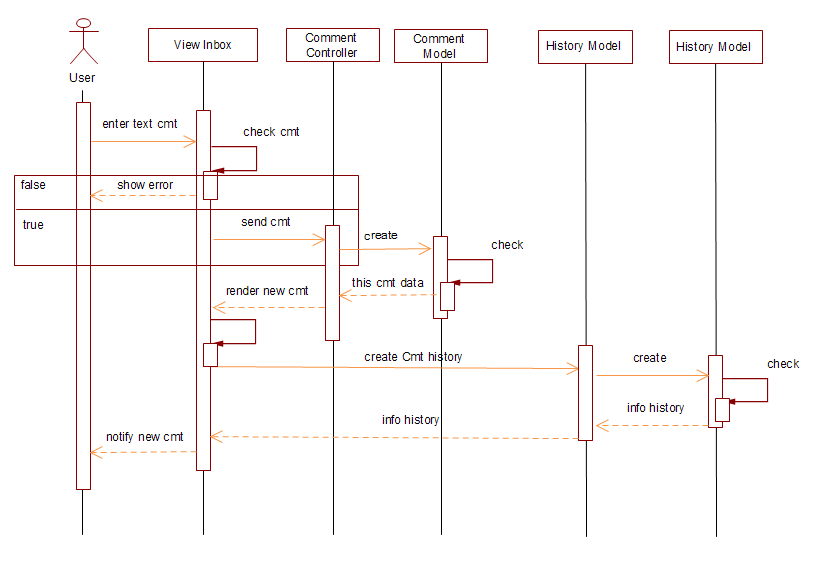 User
View Inbox
Comment
Controller
Comment
Model
History Model
History Model
enter text cmt
check cmt
false
show error
true
send cmt
create
check
this cmt data
render new cmt
create Cmt history
create
check
info history
info history
notify new cmt